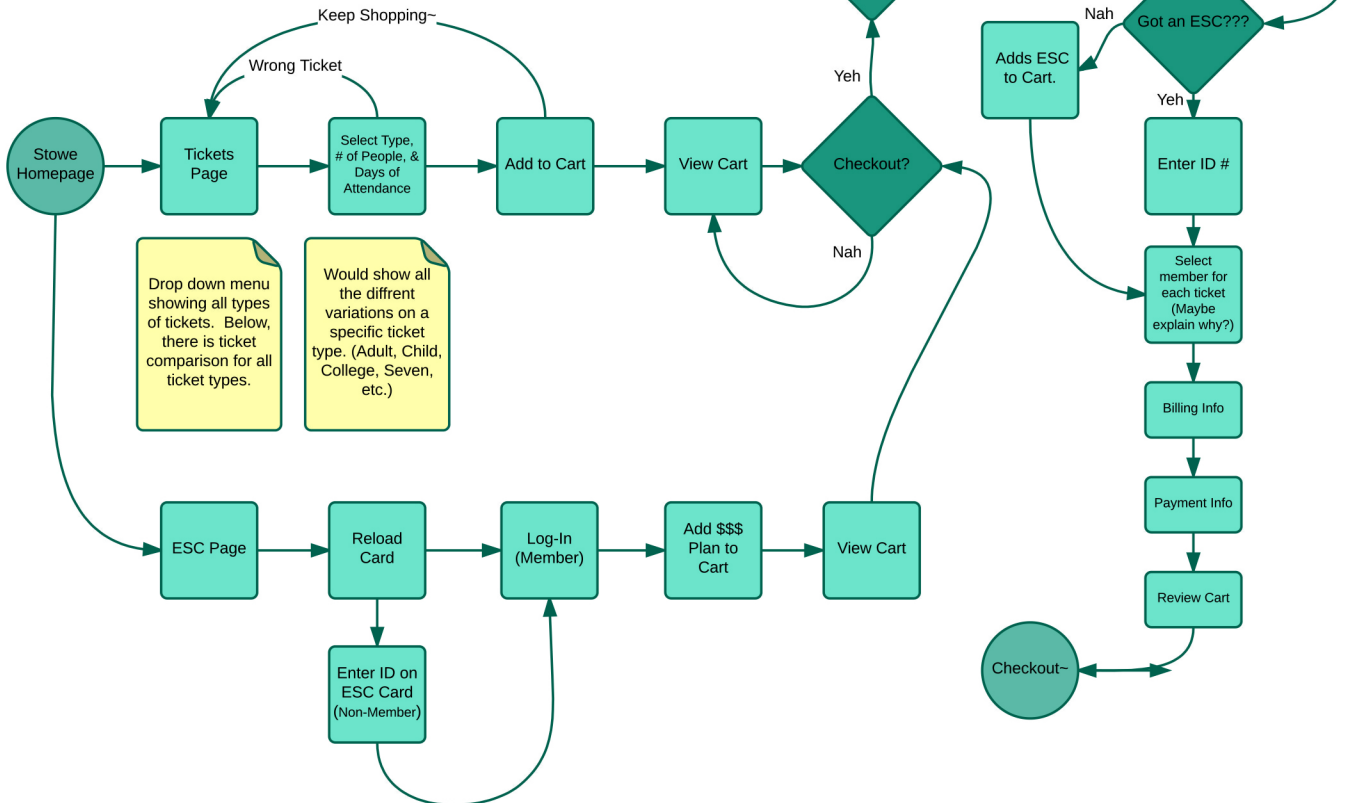 Keep Shopping~
Wrong Ticket
Stowe
Homepage
Tickets
Page
Select Type,
# of People, &
Days of
Attendance
Add to Cart
View Cart
Checkout?
Yeh
Nah
Drop down menu
showing all types
of tickets.  Below,
there is ticket
comparison for all
ticket types.
Would show all
the diffrent
variations on a
specific ticket
type. (Adult, Child,
College, Seven,
etc.)
ESC Page
Reload
Card
Log-In
(Member)
Add $$$
Plan to
Cart
View Cart
Enter ID on
ESC Card
(Non-Member)
Got an ESC???
Nah
Adds ESC
to Cart.
Yeh
Enter ID #
Select
member for
each ticket
(Maybe
explain why?)
Billing Info
Payment Info
Review Cart
Checkout~